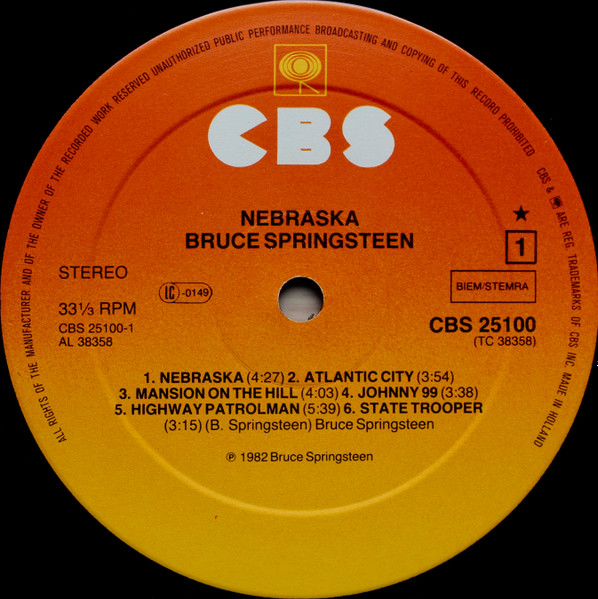 ALL RIGHTS OF THE MANUFACTURER AND OF THE OWNER OF THE RECORDED WORK RESERVED UNAUTHORIZED PUBLIC PERFORMANCE BROADCASTING AND COPYING OF THIS RECORD PROHIBITED
CBS & ARE REG. TRADEMARKS OF CBS INC. MADE IN HOLLAND
CBS
NEBRASKA
BRUCE SPRINGSTEEN
★
1
STEREO
LC -0149
BIEM/STEMRA
33⅓ RPM
CBS 25100-1
AL 38358
CBS 25100
(TC 38358)
1. NEBRASKA (4:27) 2. ATLANTIC CITY (3:54)
3. MANSION ON THE HILL (4:03) 4. JOHNNY 99 (3:38)
5. HIGHWAY PATROLMAN (5:39) 6. STATE TROOPER
(3:15) (B. Springsteen) Bruce Springsteen
℗ 1982 Bruce Springsteen